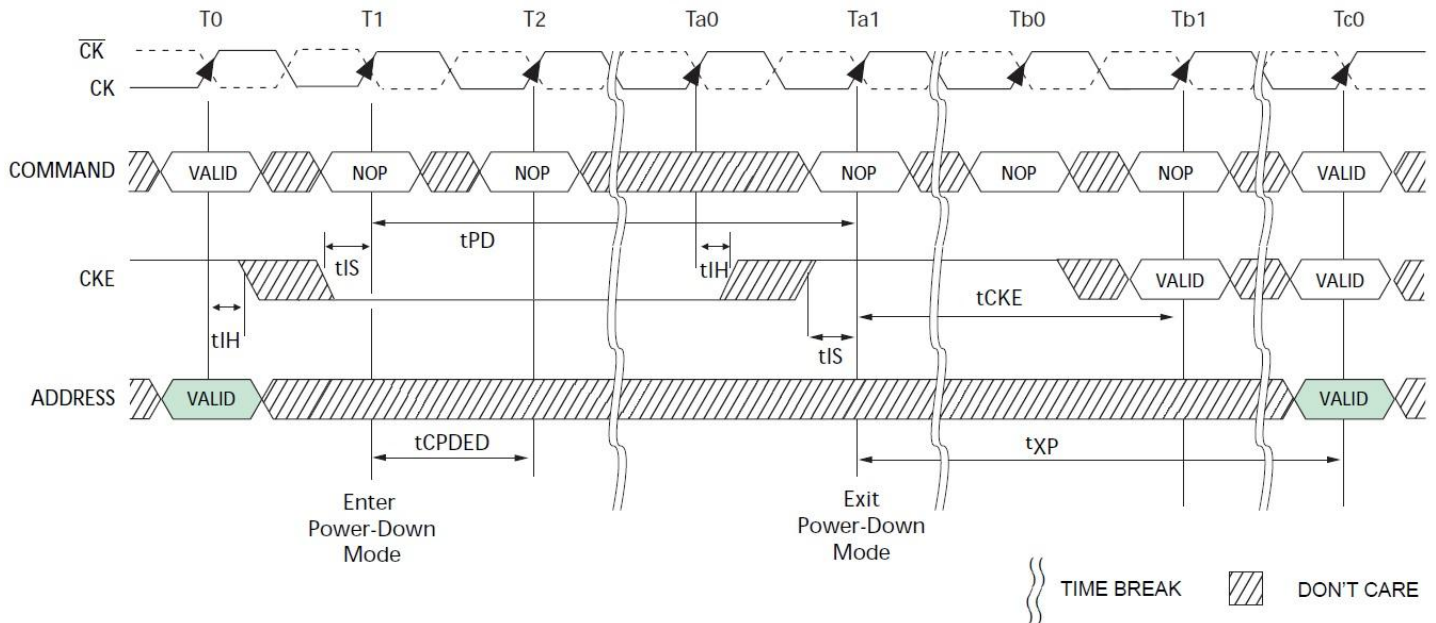 T0 T1 T2 Ta0 Ta1 Tb0 Tb1 Tc0
CK
CK
COMMAND VALID NOP NOP NOP NOP NOP VALID
tPD
tIS tIH
CKE VALID VALID
tCKE
tIH tIS
ADDRESS VALID VALID
tCPDED tXP
Enter
Power-Down
Mode
Exit
Power-Down
Mode
TIME BREAK DON'T CARE